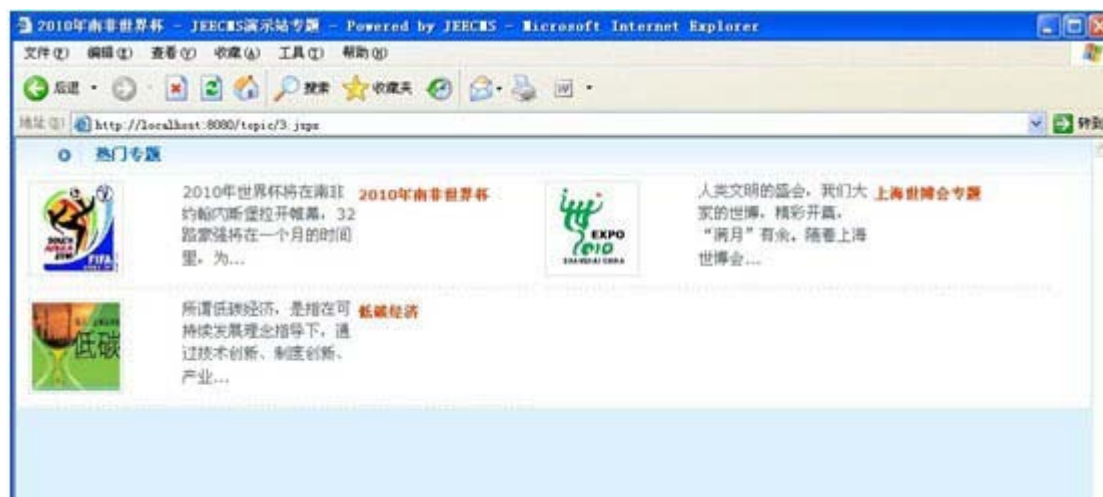 2010年南非世界杯 - JEECMS演示站专题 - Powered by JEECMS - Microsoft Internet Explorer
文件(F) 编辑(E) 查看(V) 收藏(A) 工具(T) 帮助(H)
后退 搜索 收藏夹
地址(D) http://localhost:8080/topic/3.jspx 转到
热门专题
2010年世界杯将在南非
约翰内斯堡拉开帷幕,32
路豪强将在一个月的时间
里,为...
2010年南非世界杯
SOUTH
AFRICA
2010
FIFA
人类文明的盛会,我们大
家的世博,精彩开幕,
“满月”有余,随着上海
世博会...
上海世博会专题
EXPO
2010
SHANGHAI CHINA
所谓低碳经济,是指在可
持续发展理念指导下,通
过技术创新、制度创新、
产业...
低碳经济
低碳